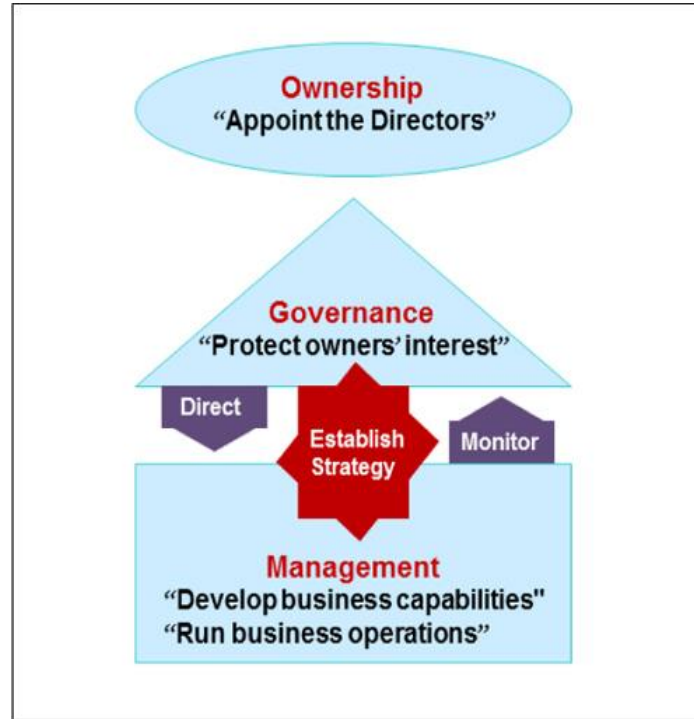 Ownership
“Appoint the Directors”
Governance
“Protect owners’ interest”
Direct
Establish
Strategy
Monitor
Management
“Develop business capabilities"
“Run business operations”